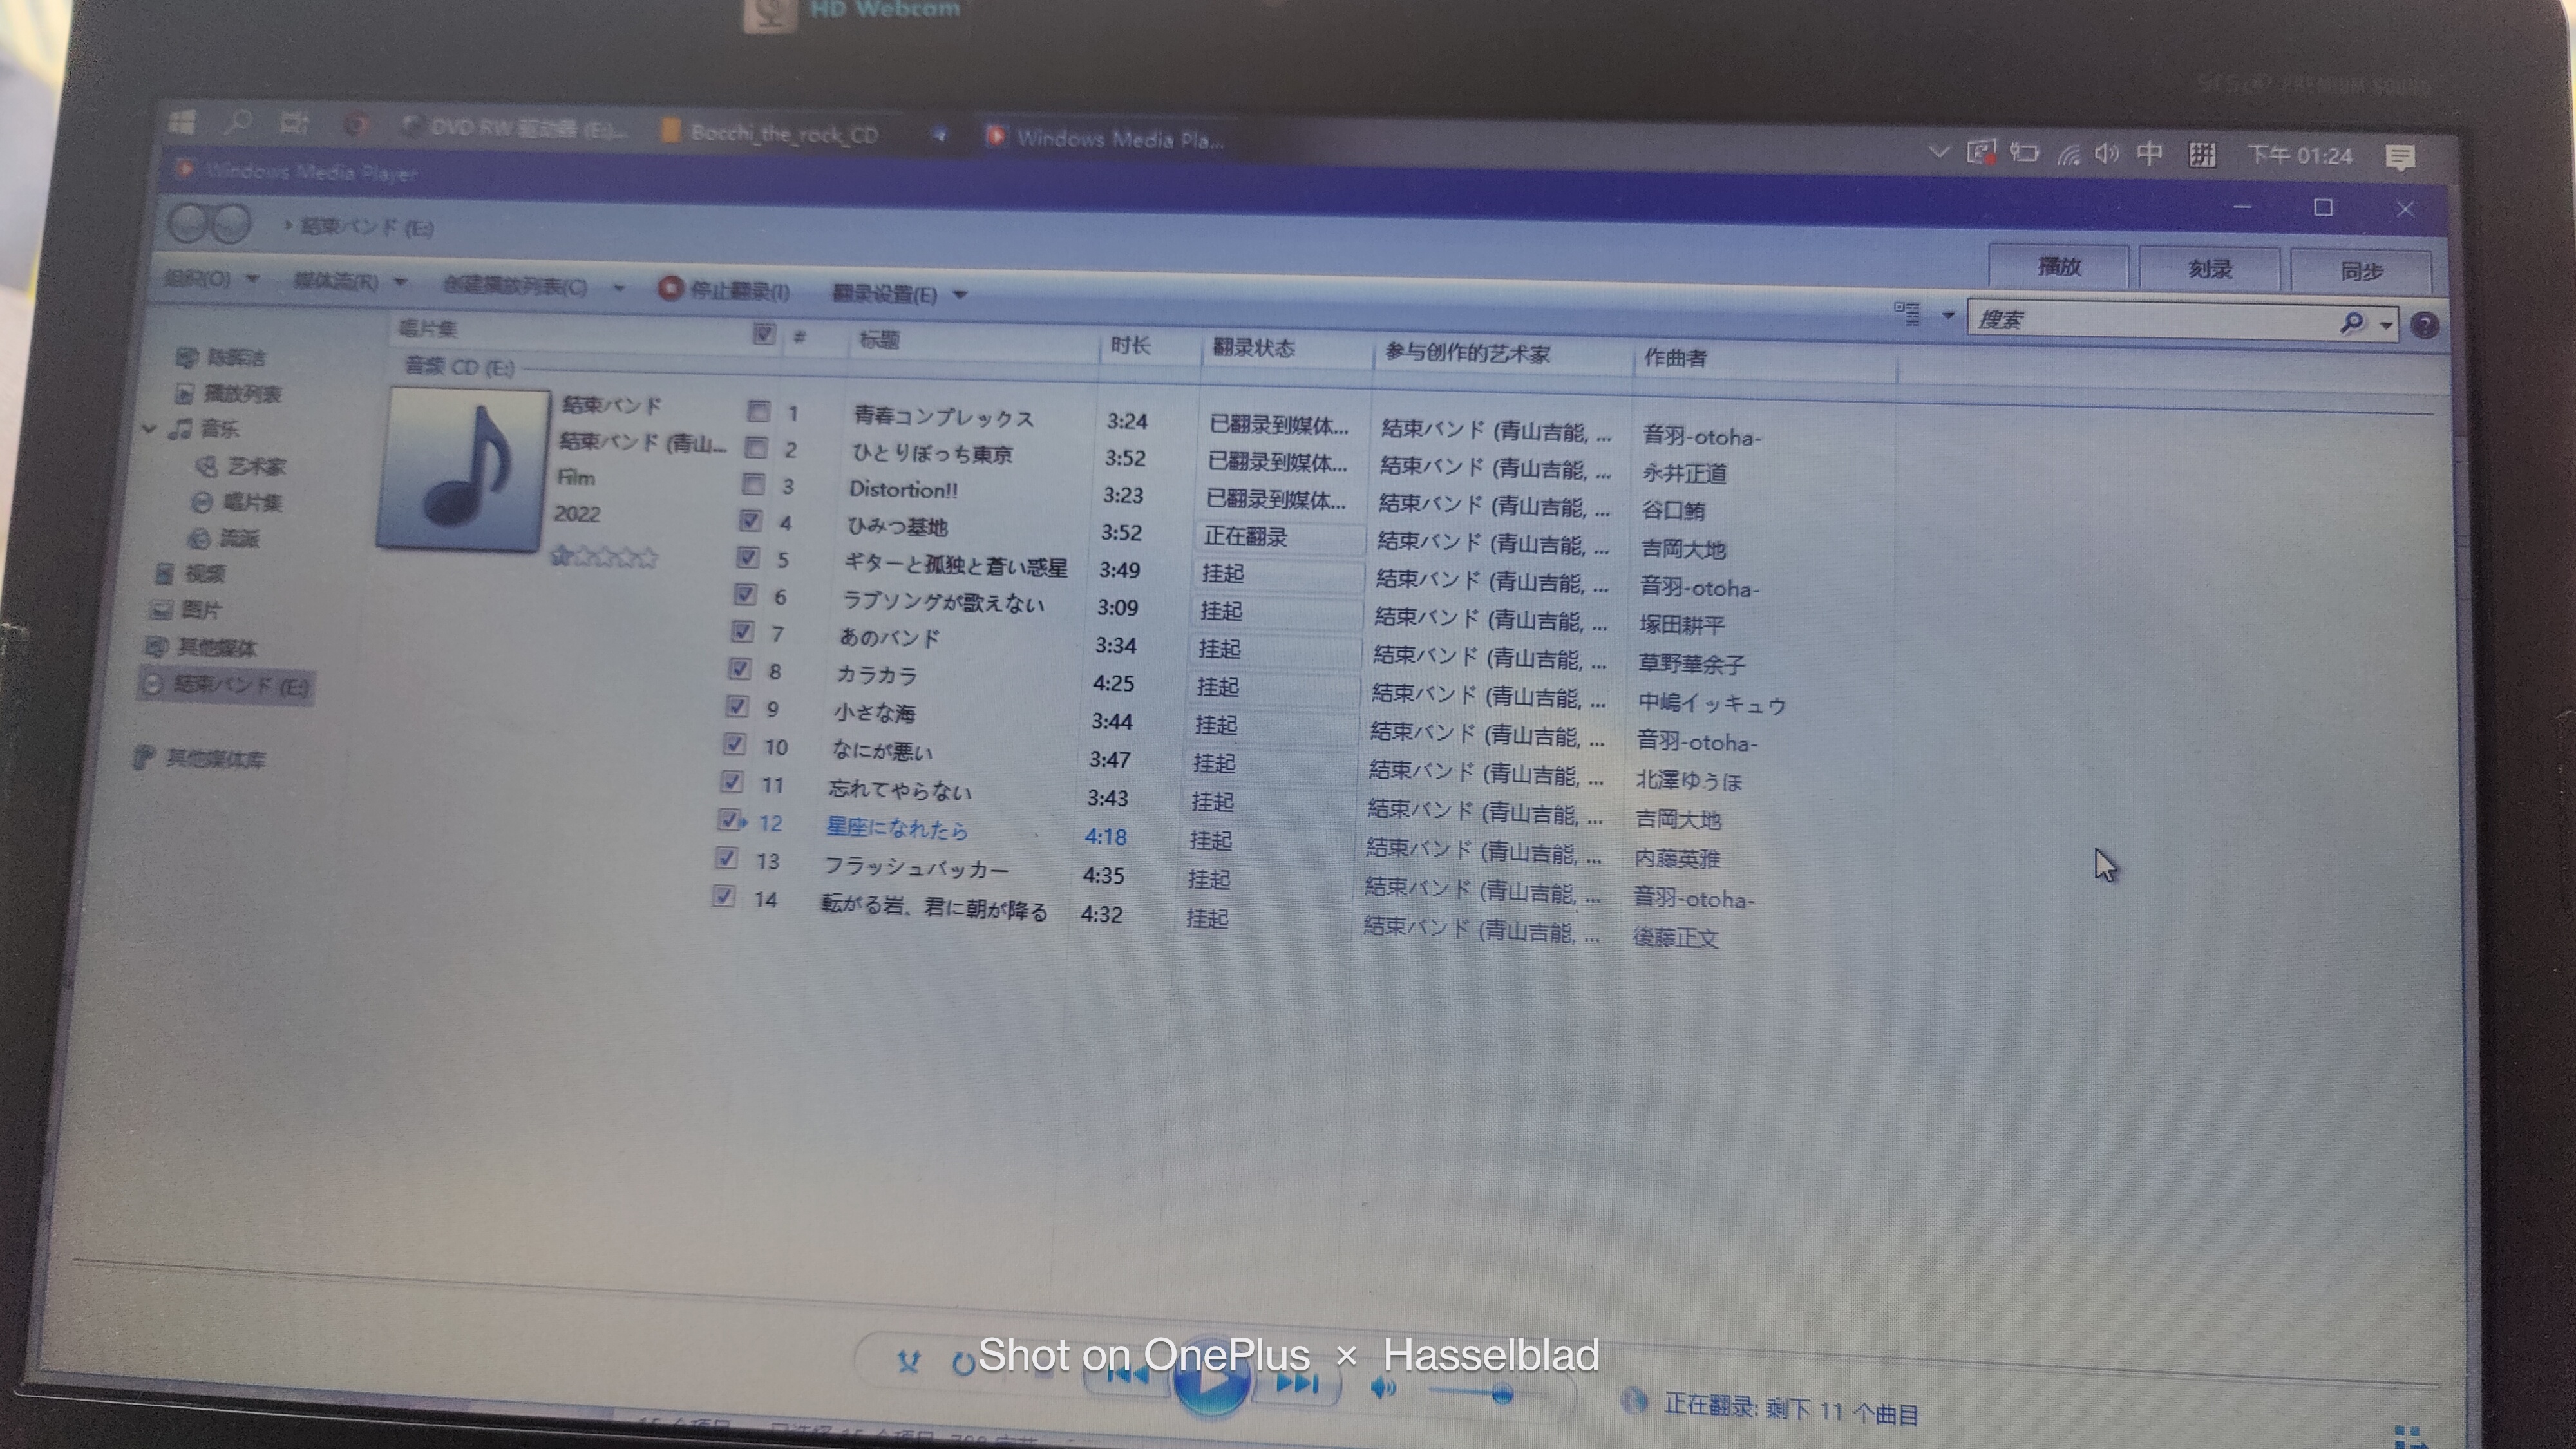 HD Webcam
PREMIUM SOUND
DVD RW 驱动器 (E:)...
Bocchi_the_rock_CD
Windows Media Pla...
中
拼
下午 01:24
Windows Media Player
結束バンド (E:)
播放
刻录
同步
组织(O)
媒体流(R)
创建播放列表(C)
停止翻录(I)
翻录设置(E)
搜索
唱片集
#
标题
时长
翻录状态
参与创作的艺术家
作曲者
音频 CD (E:)
陈晖洁
播放列表
音乐
艺术家
唱片集
流派
视频
图片
其他媒体
結束バンド (E:)
其他媒体库
結束バンド
結束バンド (青山...
Film
2022
1 青春コンプレックス 3:24 已翻录到媒体... 結束バンド (青山吉能, ... 音羽-otoha-
2 ひとりぼっち東京 3:52 已翻录到媒体... 結束バンド (青山吉能, ... 永井正道
3 Distortion!! 3:23 已翻录到媒体... 結束バンド (青山吉能, ... 谷口鮪
4 ひみつ基地 3:52 正在翻录 結束バンド (青山吉能, ... 吉岡大地
5 ギターと孤独と蒼い惑星 3:49 挂起 結束バンド (青山吉能, ... 音羽-otoha-
6 ラブソングが歌えない 3:09 挂起 結束バンド (青山吉能, ... 塚田耕平
7 あのバンド 3:34 挂起 結束バンド (青山吉能, ... 草野華余子
8 カラカラ 4:25 挂起 結束バンド (青山吉能, ... 中嶋イッキュウ
9 小さな海 3:44 挂起 結束バンド (青山吉能, ... 音羽-otoha-
10 なにが悪い 3:47 挂起 結束バンド (青山吉能, ... 北澤ゆうほ
11 忘れてやらない 3:43 挂起 結束バンド (青山吉能, ... 吉岡大地
12 星座になれたら 4:18 挂起 結束バンド (青山吉能, ... 内藤英雅
13 フラッシュバッカー 4:35 挂起 結束バンド (青山吉能, ... 音羽-otoha-
14 転がる岩、君に朝が降る 4:32 挂起 結束バンド (青山吉能, ... 後藤正文
Shot on OnePlus × Hasselblad
正在翻录: 剩下 11 个曲目